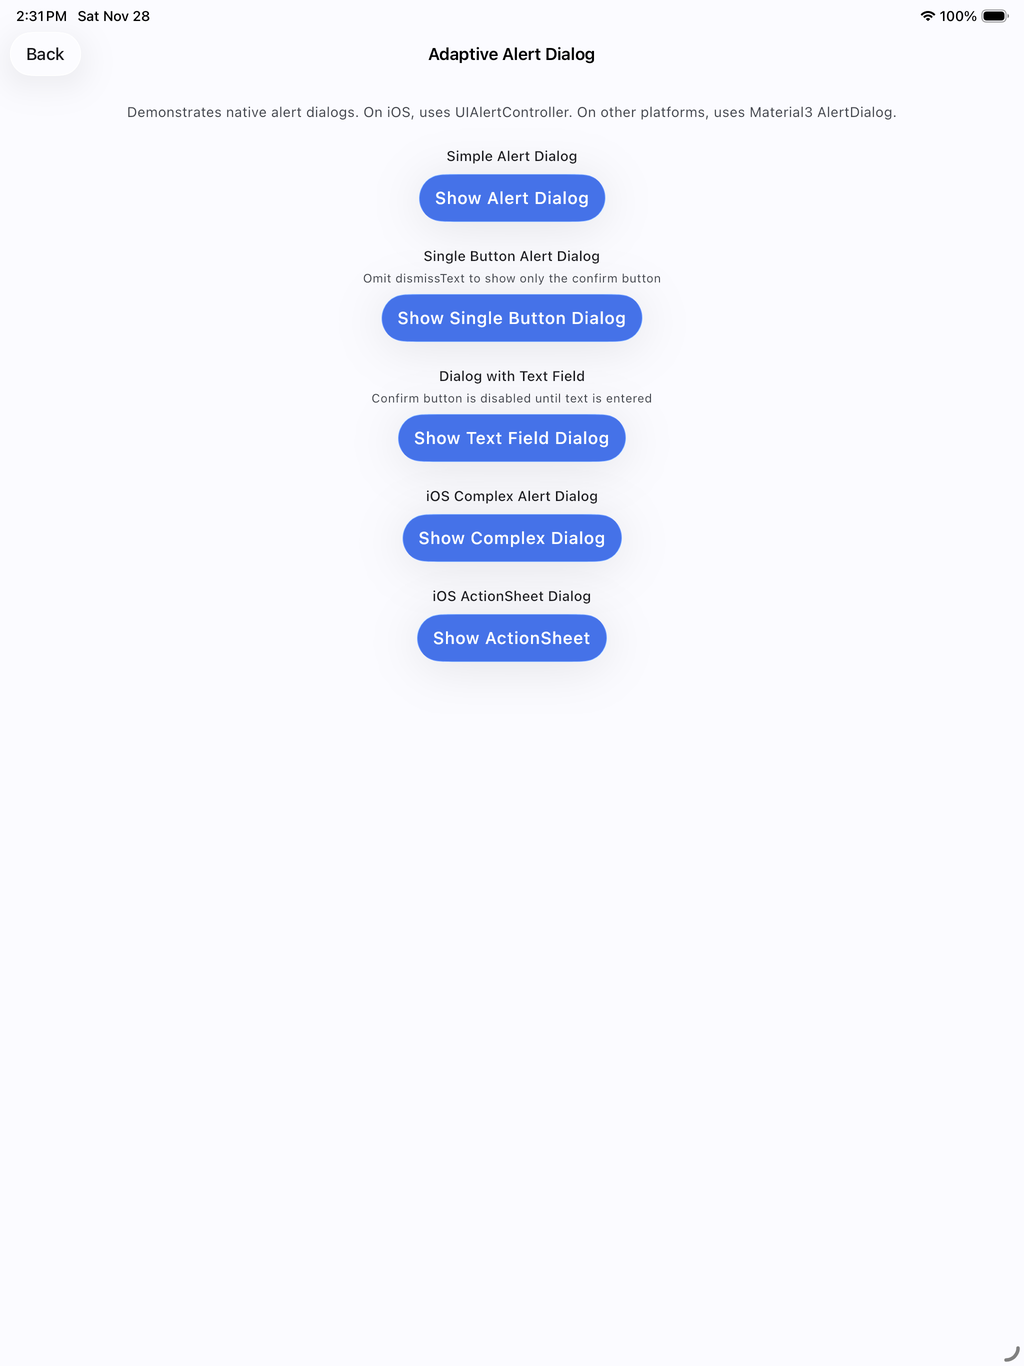 2:31 PM Sat Nov 28 100%
Back Adaptive Alert Dialog
Demonstrates native alert dialogs. On iOS, uses UIAlertController. On other platforms, uses Material3 AlertDialog.
Simple Alert Dialog
Show Alert Dialog
Single Button Alert Dialog
Omit dismissText to show only the confirm button
Show Single Button Dialog
Dialog with Text Field
Confirm button is disabled until text is entered
Show Text Field Dialog
iOS Complex Alert Dialog
Show Complex Dialog
iOS ActionSheet Dialog
Show ActionSheet